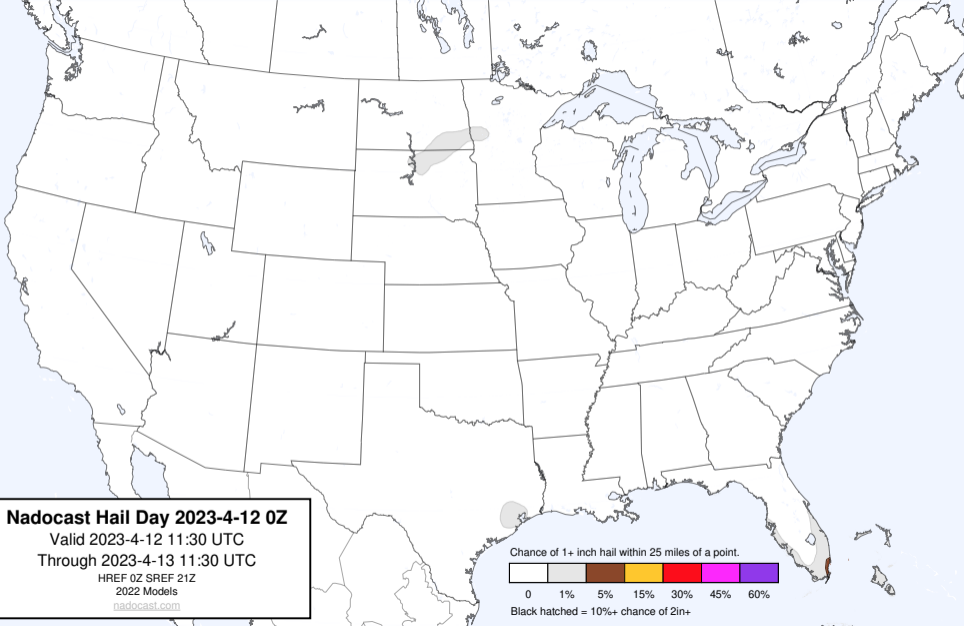 Nadocast Hail Day 2023-4-12 0Z
Valid 2023-4-12 11:30 UTC
Through 2023-4-13 11:30 UTC
HREF 0Z SREF 21Z
2022 Models
nadocast.com
Chance of 1+ inch hail within 25 miles of a point.
0 1% 5% 15% 30% 45% 60%
Black hatched = 10%+ chance of 2in+